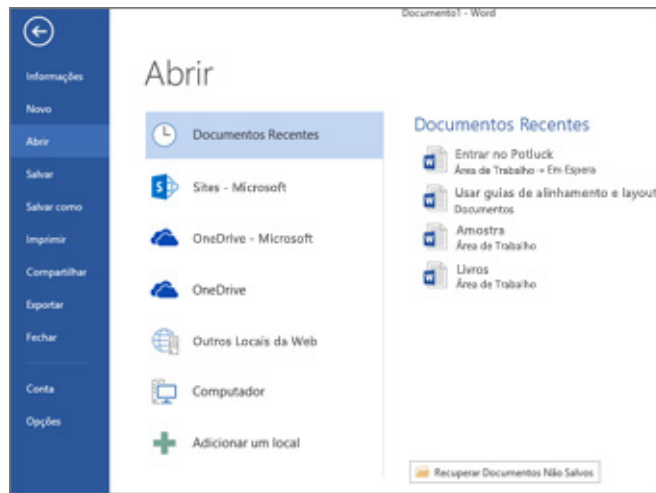 Documento1 - Word
Informações
Novo
Abrir
Salvar
Salvar como
Imprimir
Compartilhar
Exportar
Fechar
Conta
Opções
Abrir
Documentos Recentes
Sites - Microsoft
OneDrive - Microsoft
OneDrive
Outros Locais da Web
Computador
Adicionar um local
Documentos Recentes
Entrar no Potluck
Área de Trabalho » Em Espera
Usar guias de alinhamento e layout
Documentos
Amostra
Área de Trabalho
Livros
Área de Trabalho
Recuperar Documentos Não Salvos